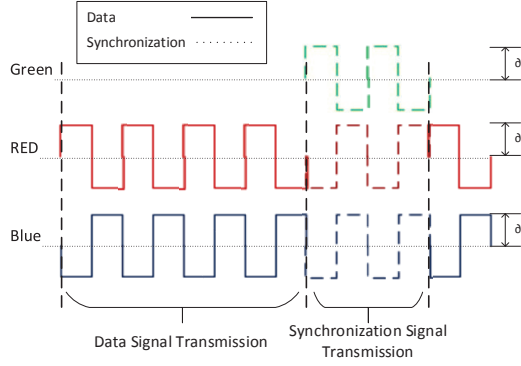 Data
Synchronization
Green
∂
RED
∂
Blue
∂
Data Signal Transmission
Synchronization Signal
Transmission